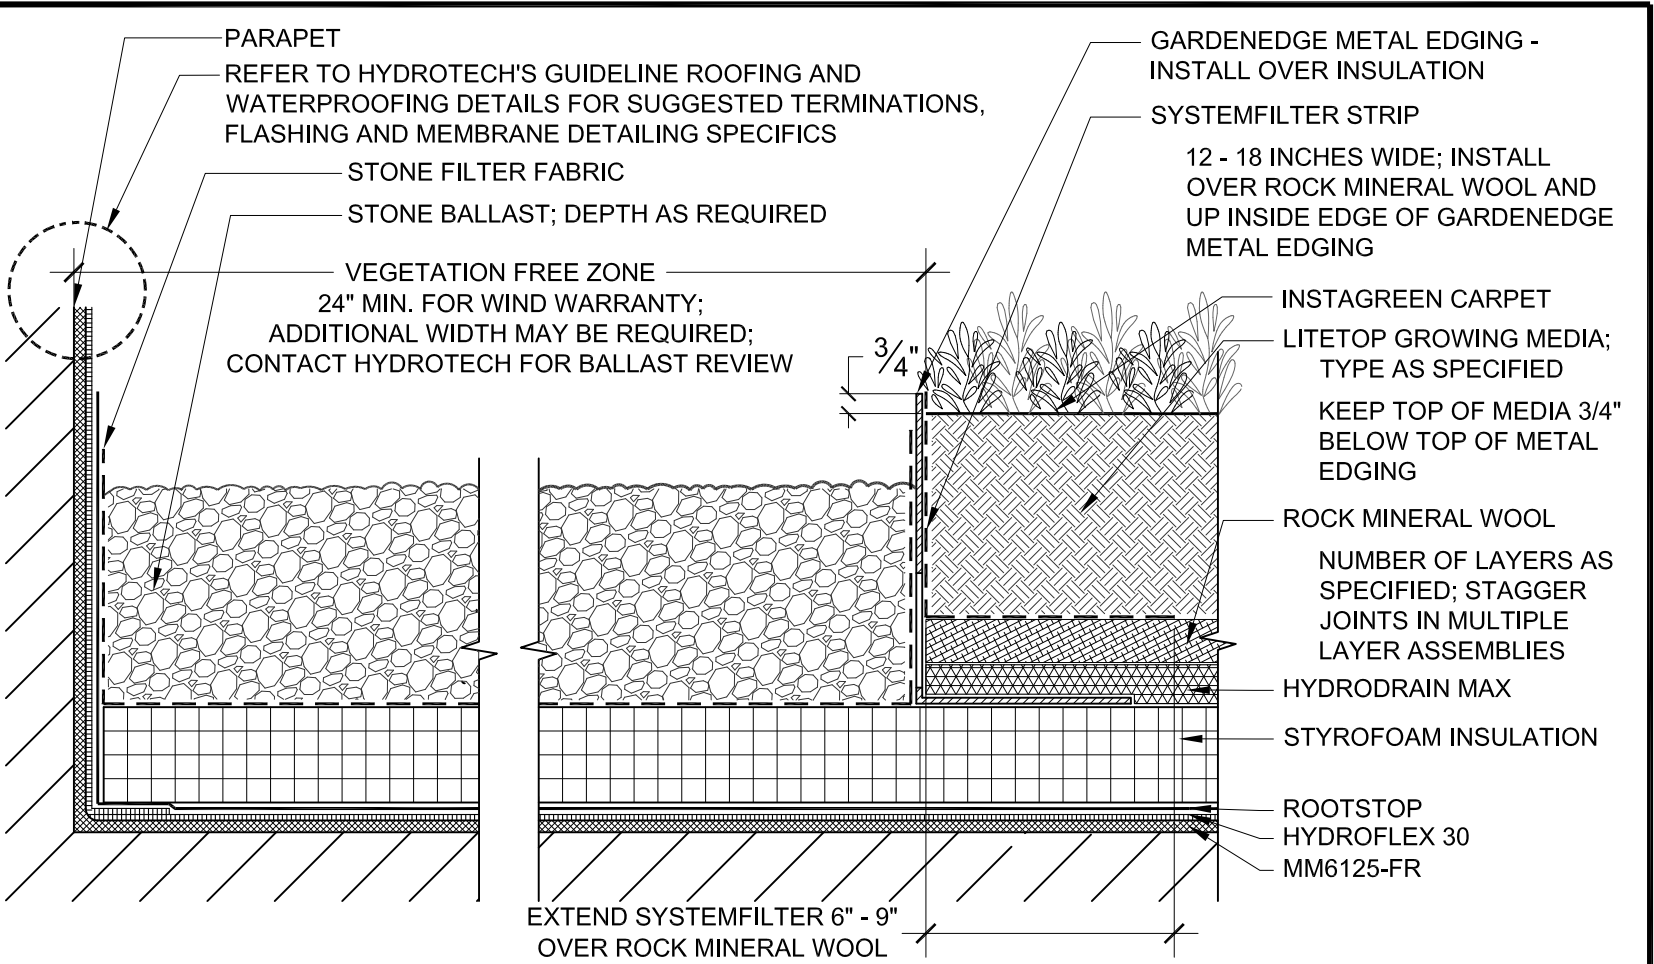 PARAPET
REFER TO HYDROTECH'S GUIDELINE ROOFING AND
WATERPROOFING DETAILS FOR SUGGESTED TERMINATIONS,
FLASHING AND MEMBRANE DETAILING SPECIFICS
STONE FILTER FABRIC
STONE BALLAST; DEPTH AS REQUIRED
VEGETATION FREE ZONE
24" MIN. FOR WIND WARRANTY;
ADDITIONAL WIDTH MAY BE REQUIRED;
CONTACT HYDROTECH FOR BALLAST REVIEW
3/4"
GARDENEDGE METAL EDGING -
INSTALL OVER INSULATION
SYSTEMFILTER STRIP
12 - 18 INCHES WIDE; INSTALL
OVER ROCK MINERAL WOOL AND
UP INSIDE EDGE OF GARDENEDGE
METAL EDGING
INSTAGREEN CARPET
LITETOP GROWING MEDIA;
TYPE AS SPECIFIED
KEEP TOP OF MEDIA 3/4"
BELOW TOP OF METAL
EDGING
ROCK MINERAL WOOL
NUMBER OF LAYERS AS
SPECIFIED; STAGGER
JOINTS IN MULTIPLE
LAYER ASSEMBLIES
HYDRODRAIN MAX
STYROFOAM INSULATION
ROOTSTOP
HYDROFLEX 30
MM6125-FR
EXTEND SYSTEMFILTER 6" - 9"
OVER ROCK MINERAL WOOL